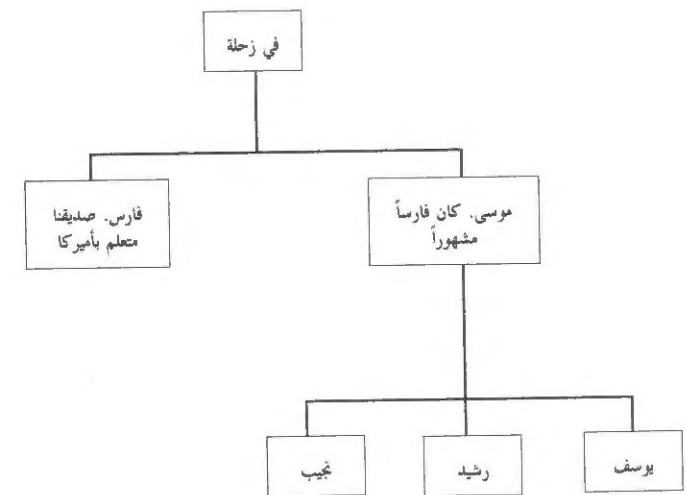 في زحلة
موسى. كان فارساً
مشهوراً
فارس. صديقنا
متعلم بأميركا
يوسف
رشيد
نجيب